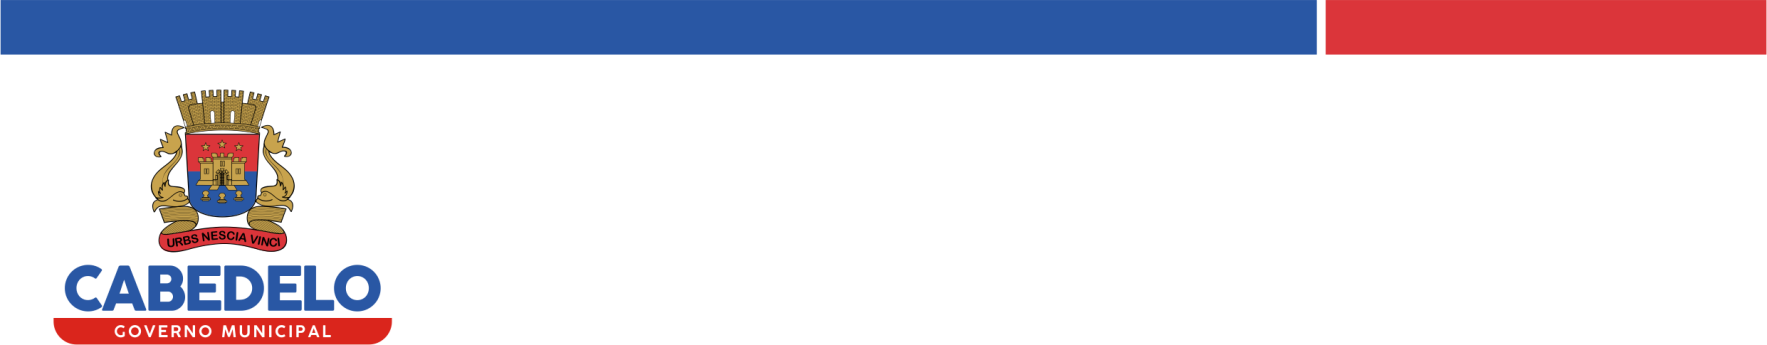 URBS NESCIA VINCI
CABEDELO
GOVERNO MUNICIPAL